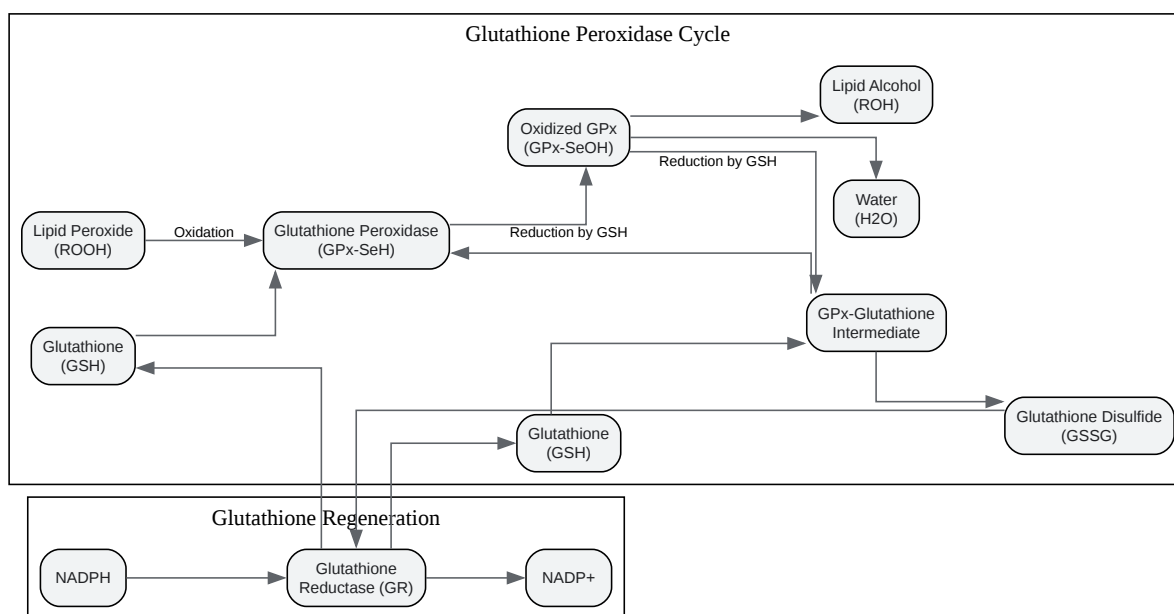 Glutathione Peroxidase Cycle
Lipid Alcohol
(ROH)
Oxidized GPx
(GPx-SeOH)
Reduction by GSH
Water
(H2O)
Lipid Peroxide
(ROOH)
Oxidation
Glutathione Peroxidase
(GPx-SeH)
Reduction by GSH
GPx-Glutathione
Intermediate
Glutathione
(GSH)
Glutathione Disulfide
(GSSG)
Glutathione
(GSH)
Glutathione Regeneration
NADPH
Glutathione
Reductase (GR)
NADP+